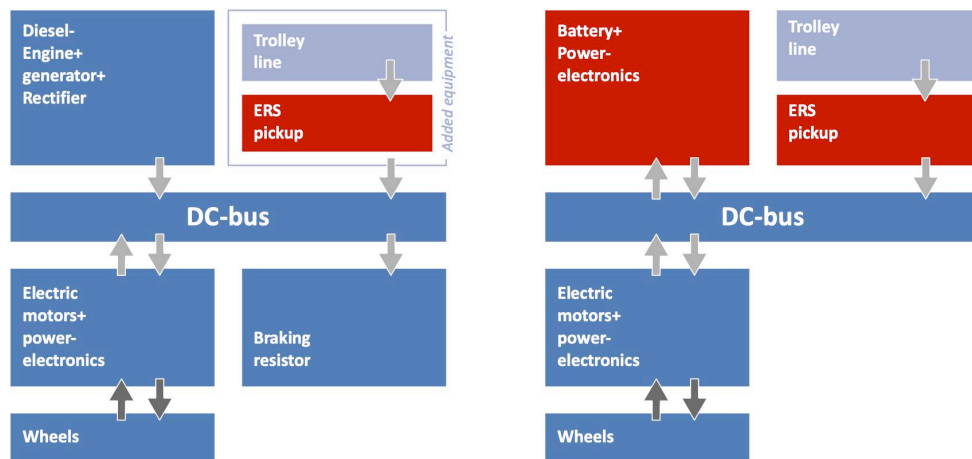 Diesel-
Engine+
generator+
Rectifier
Trolley
line
ERS
pickup
Added equipment
DC-bus
Electric
motors+
power-
electronics
Braking
resistor
Wheels
Battery+
Power-
electronics
Trolley
line
ERS
pickup
DC-bus
Electric
motors+
power-
electronics
Wheels